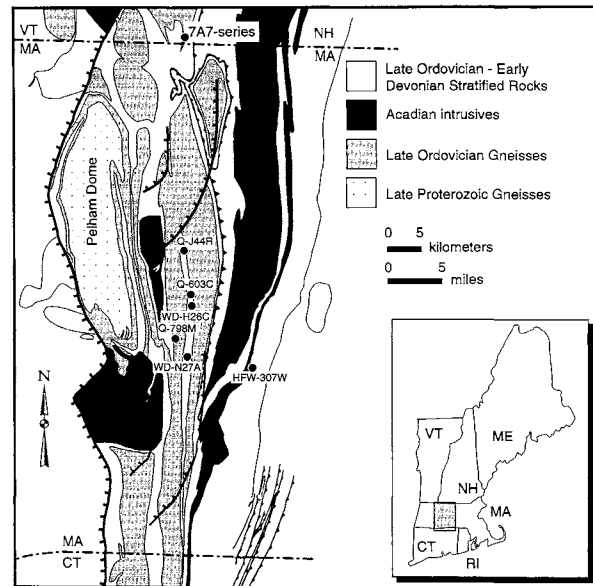 VT
MA
7A7-series
NH
MA
Pelham Dome
Q-J44R
Q-603C
WD-H26C
Q-798M
WD-N27A
HFW-307W
N
MA
CT
Late Ordovician - Early
Devonian Stratified Rocks
Acadian intrusives
Late Ordovician Gneisses
Late Proterozoic Gneisses
0 5
kilometers
0 5
miles
VT
ME
NH
MA
CT
RI